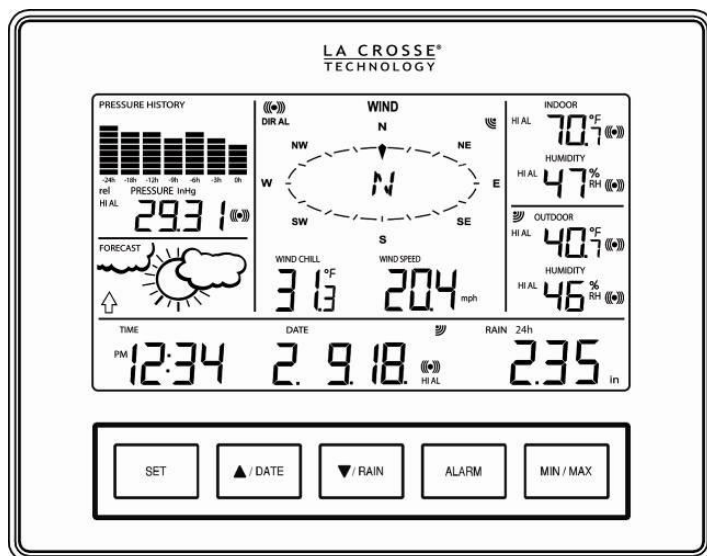 LA CROSSE®
TECHNOLOGY
PRESSURE HISTORY
-24h -18h -12h -9h -6h -3h 0h
rel PRESSURE InHg
HI AL 29.31
FORECAST
WIND
DIR AL
N
NW NE
W N E
SW SE
S
WIND CHILL WIND SPEED
31.3 °F 20.4 mph
INDOOR
HI AL 70.7 °F
HUMIDITY
HI AL 47 % RH
OUTDOOR
HI AL 40.7 °F
HUMIDITY
HI AL 46 % RH
TIME DATE RAIN 24h
PM 12:34 2. 9.18. HI AL 2.35 in
SET ▲/ DATE ▼/ RAIN ALARM MIN / MAX